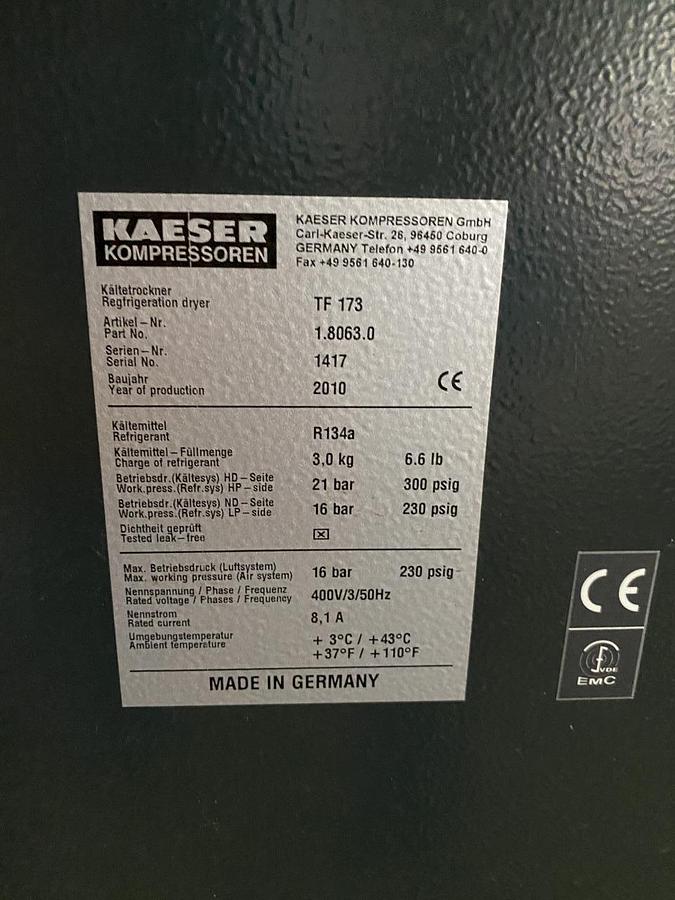 KAESER
KOMPRESSOREN
KAESER KOMPRESSOREN GmbH
Carl-Kaeser-Str. 26, 96450 Coburg
GERMANY Telefon +49 9561 640-0
Fax +49 9561 640-130
Kältetrockner
Regfrigeration dryer TF 173
Artikel-Nr.
Part No. 1.8063.0
Serien-Nr.
Serial No. 1417
Baujahr
Year of production 2010 CE
Kältemittel
Refrigerant R134a
Kältemittel-Füllmenge
Charge of refrigerant 3,0 kg 6.6 lb
Betriebsdr.(Kältesys) HD-Seite
Work.press.(Refr.sys) HP-side 21 bar 300 psig
Betriebsdr.(Kältesys) ND-Seite
Work.press.(Refr.sys) LP-side 16 bar 230 psig
Dichtheit geprüft
Tested leak-free ☒
Max. Betriebsdruck (Luftsystem)
Max. working pressure (Air system) 16 bar 230 psig
Nennspannung / Phase / Frequenz
Rated voltage / Phases / Frequency 400V/3/50Hz
Nennstrom
Rated current 8,1 A
Umgebungstemperatur
Ambient temperature + 3°C / +43°C
+37°F / +110°F
MADE IN GERMANY
CE
VDE
EMC